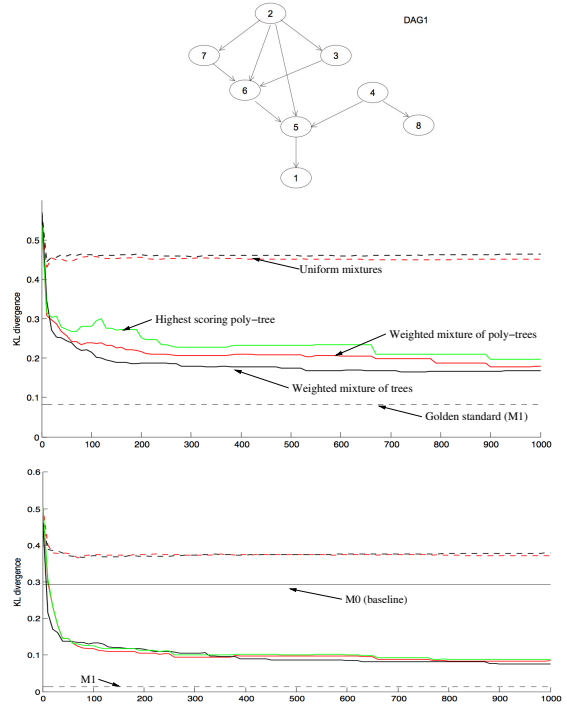 2
DAG1
7
3
6
4
5
8
1
0.5
Uniform mixtures
0.4
KL divergence
0.3
Highest scoring poly−tree
Weighted mixture of poly−trees
0.2
Weighted mixture of trees
0.1
Golden standard (M1)
0
0 100 200 300 400 500 600 700 800 900 1000
0.6
0.5
0.4
KL divergence
0.3
M0 (baseline)
0.2
0.1
M1
0
0 100 200 300 400 500 600 700 800 900 1000